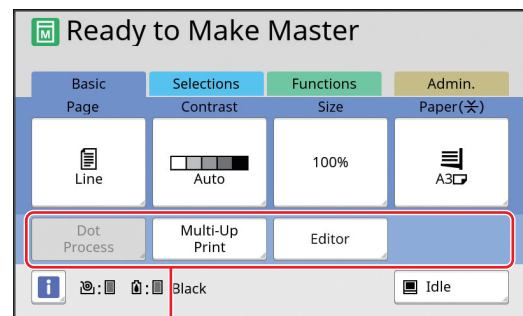 Ready to Make Master
Basic Selections Functions Admin.
Page Contrast Size Paper()
Line Auto 100% A3
Dot Process Multi-Up Print Editor
i : : Black Idle